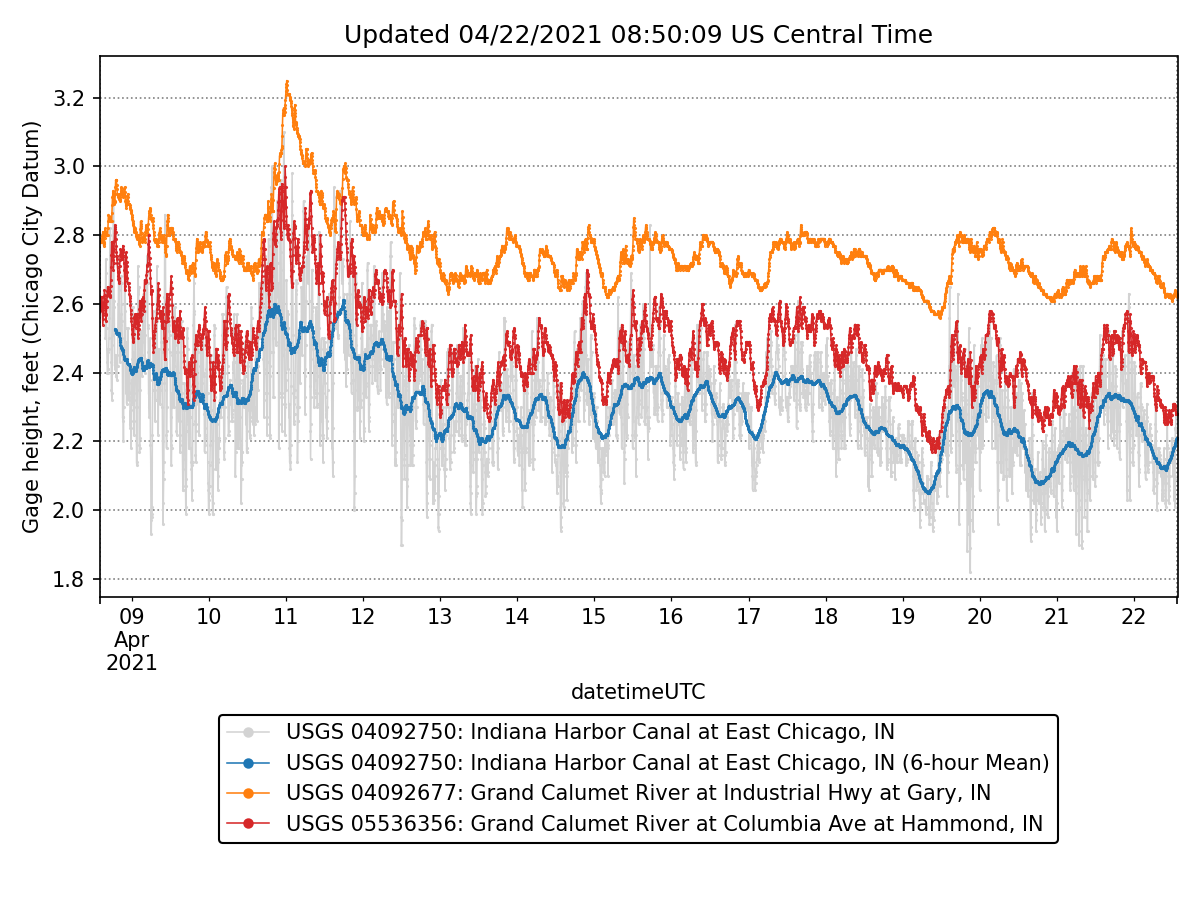 Updated 04/22/2021 08:50:09 US Central Time
Gage height, feet (Chicago City Datum)
3.2
3.0
2.8
2.6
2.4
2.2
2.0
1.8
09 10 11 12 13 14 15 16 17 18 19 20 21 22
Apr
2021
datetimeUTC
USGS 04092750: Indiana Harbor Canal at East Chicago, IN
USGS 04092750: Indiana Harbor Canal at East Chicago, IN (6-hour Mean)
USGS 04092677: Grand Calumet River at Industrial Hwy at Gary, IN
USGS 05536356: Grand Calumet River at Columbia Ave at Hammond, IN